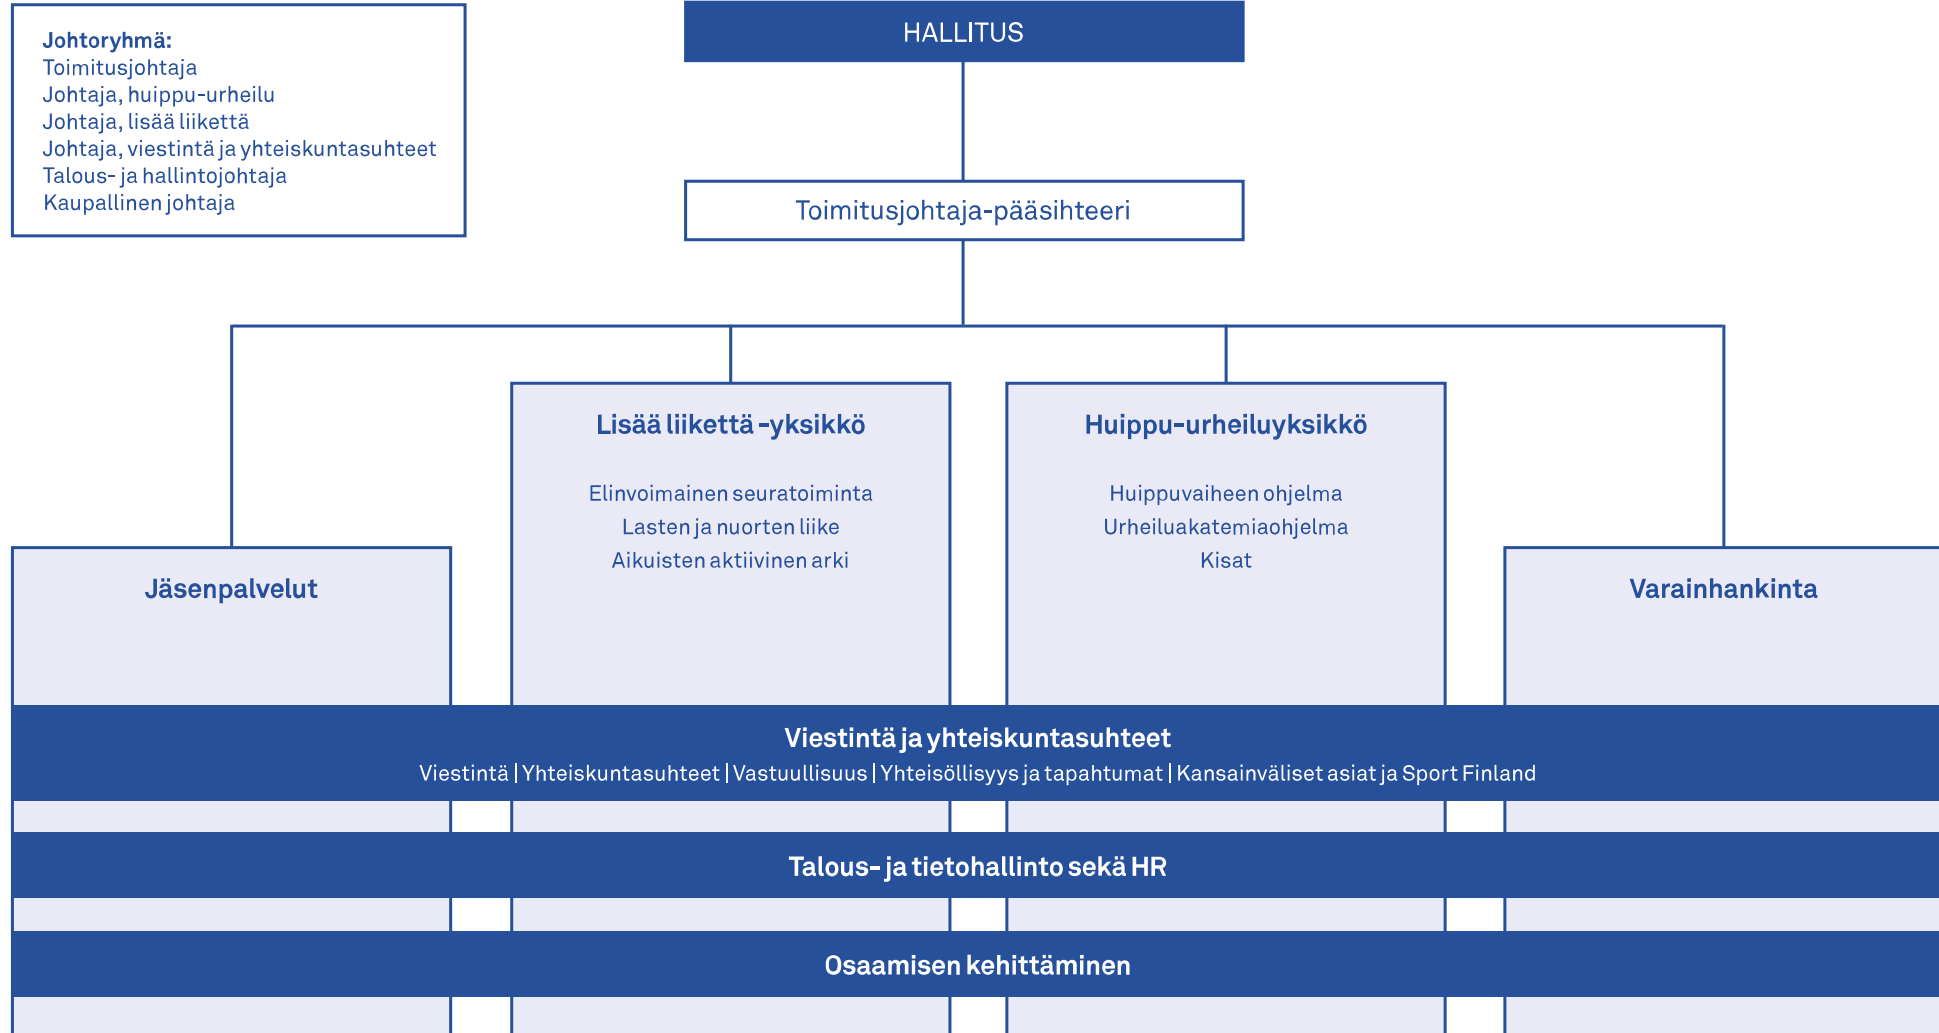 Johtoryhmä:
Toimitusjohtaja
Johtaja, huippu-urheilu
Johtaja, lisää liikettä
Johtaja, viestintä ja yhteiskuntasuhteet
Talous- ja hallintojohtaja
Kaupallinen johtaja
HALLITUS
Toimitusjohtaja-pääsihteeri
Lisää liikettä -yksikkö
Elinvoimainen seuratoiminta
Lasten ja nuorten liike
Aikuisten aktiivinen arki
Huippu-urheiluyksikkö
Huippuvaiheen ohjelma
Urheiluakatemiaohjelma
Kisat
Jäsenpalvelut
Varainhankinta
Viestintä ja yhteiskuntasuhteet
Viestintä | Yhteiskuntasuhteet | Vastuullisuus | Yhteisöllisyys ja tapahtumat | Kansainväliset asiat ja Sport Finland
Talous- ja tietohallinto sekä HR
Osaamisen kehittäminen